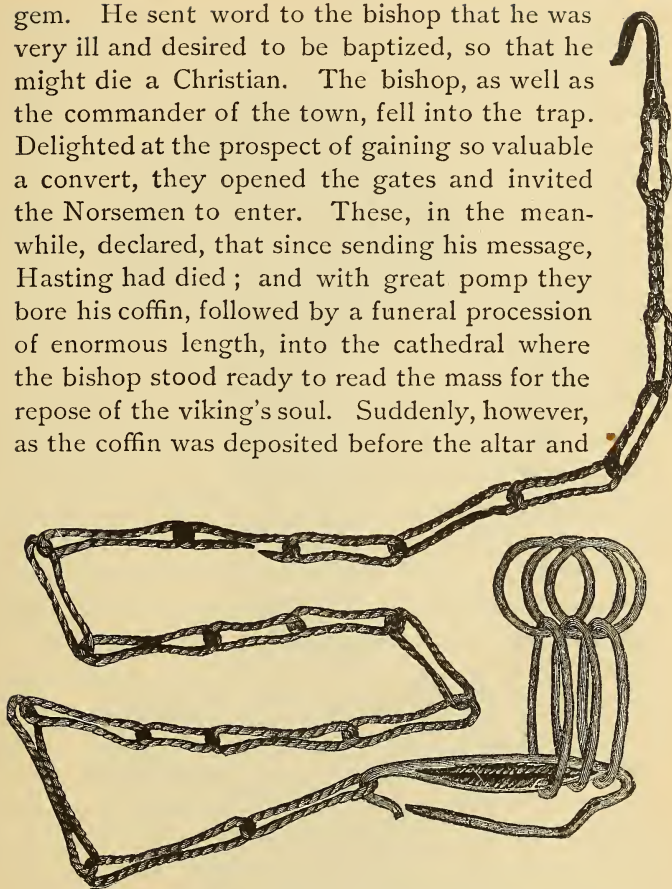 gem. He sent word to the bishop that he was
very ill and desired to be baptized, so that he
might die a Christian. The bishop, as well as
the commander of the town, fell into the trap.
Delighted at the prospect of gaining so valuable
a convert, they opened the gates and invited
the Norsemen to enter. These, in the mean-
while, declared, that since sending his message,
Hasting had died; and with great pomp they
bore his coffin, followed by a funeral procession
of enormous length, into the cathedral where
the bishop stood ready to read the mass for the
repose of the viking's soul. Suddenly, however,
as the coffin was deposited before the altar and